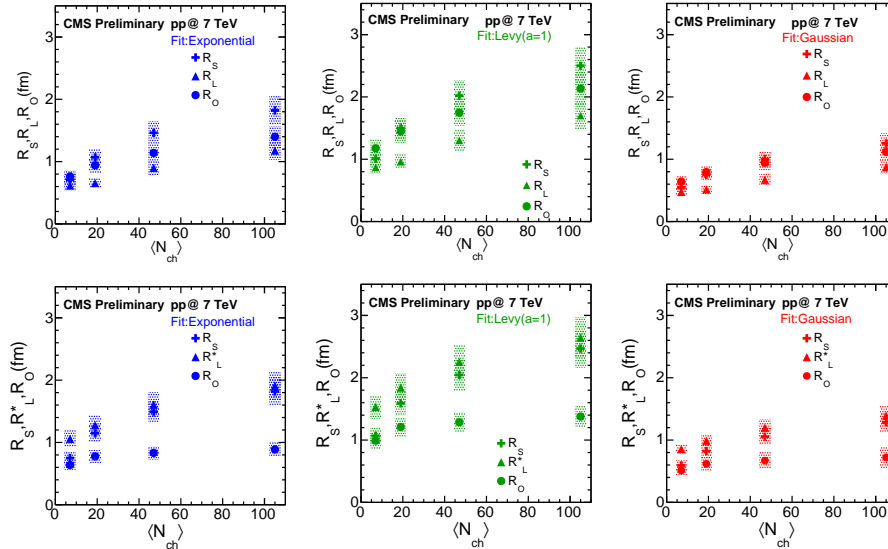 CMS Preliminary pp@ 7 TeV
Fit:Exponential
R_S
R_L
R_O
R_S,R_L,R_O(fm)
3
2
1
0
0 20 40 60 80 100
⟨N_ch⟩
CMS Preliminary pp@ 7 TeV
Fit:Levy(a=1)
R_S
R_L
R_O
R_S,R_L,R_O(fm)
3
2
1
0
0 20 40 60 80 100
⟨N_ch⟩
CMS Preliminary pp@ 7 TeV
Fit:Gaussian
R_S
R_L
R_O
R_S,R_L,R_O(fm)
3
2
1
0
0 20 40 60 80 100
⟨N_ch⟩
CMS Preliminary pp@ 7 TeV
Fit:Exponential
R_S
R*_L
R_O
R_S,R*_L,R_O(fm)
3
2
1
0
0 20 40 60 80 100
⟨N_ch⟩
CMS Preliminary pp@ 7 TeV
Fit:Levy(a=1)
R_S
R*_L
R_O
R_S,R*_L,R_O(fm)
3
2
1
0
0 20 40 60 80 100
⟨N_ch⟩
CMS Preliminary pp@ 7 TeV
Fit:Gaussian
R_S
R*_L
R_O
R_S,R*_L,R_O(fm)
3
2
1
0
0 20 40 60 80 100
⟨N_ch⟩